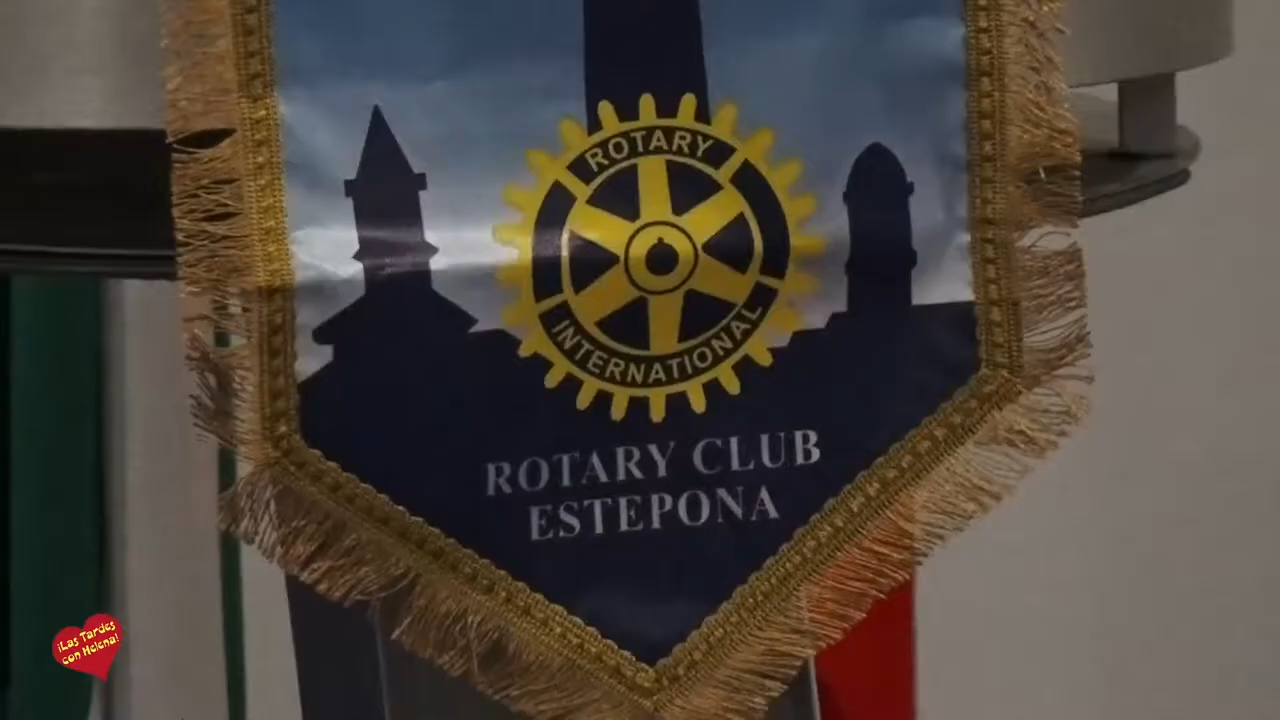 ROTARY
INTERNATIONAL
ROTARY CLUB
ESTEPONA
¡Las Tardes
con Helena!